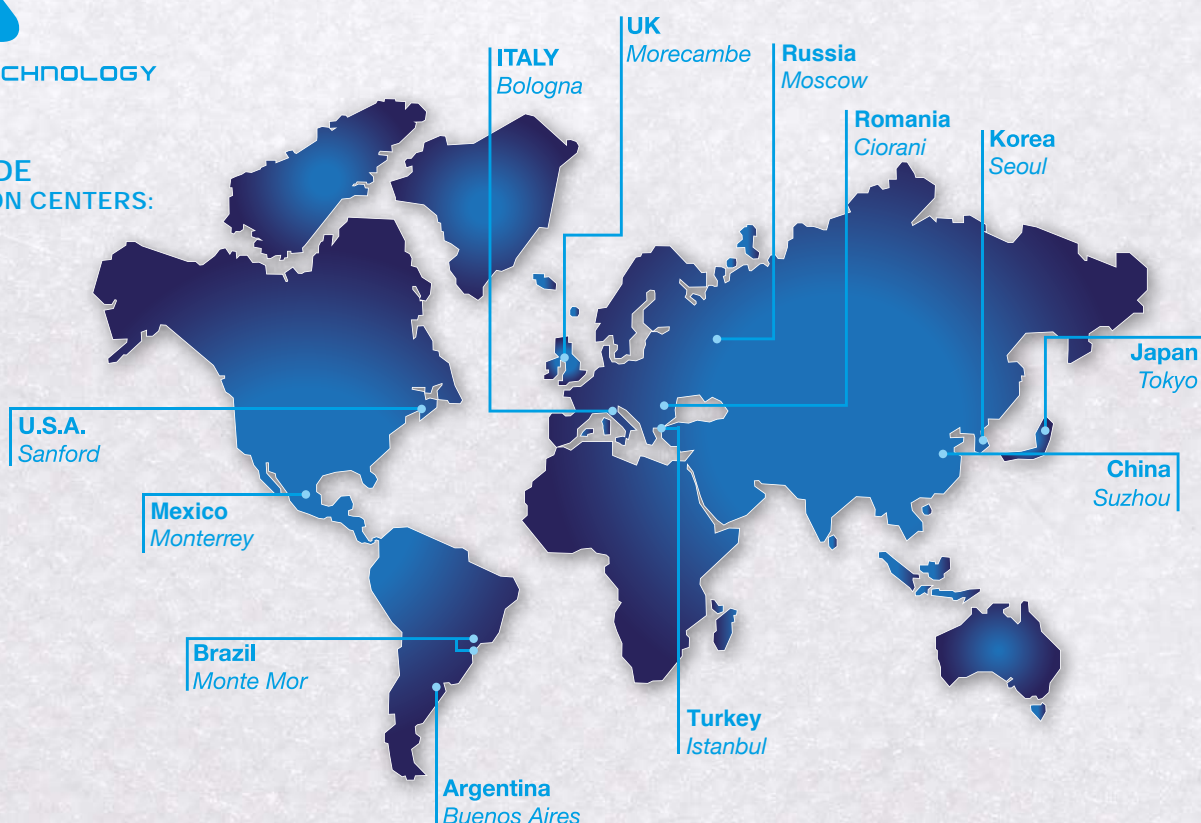 CHNOLOGY
DE
ON CENTERS:
UK
Morecambe
ITALY
Bologna
Russia
Moscow
Romania
Ciorani
Korea
Seoul
Japan
Tokyo
U.S.A.
Sanford
China
Suzhou
Mexico
Monterrey
Brazil
Monte Mor
Turkey
Istanbul
Argentina
Buenos Aires